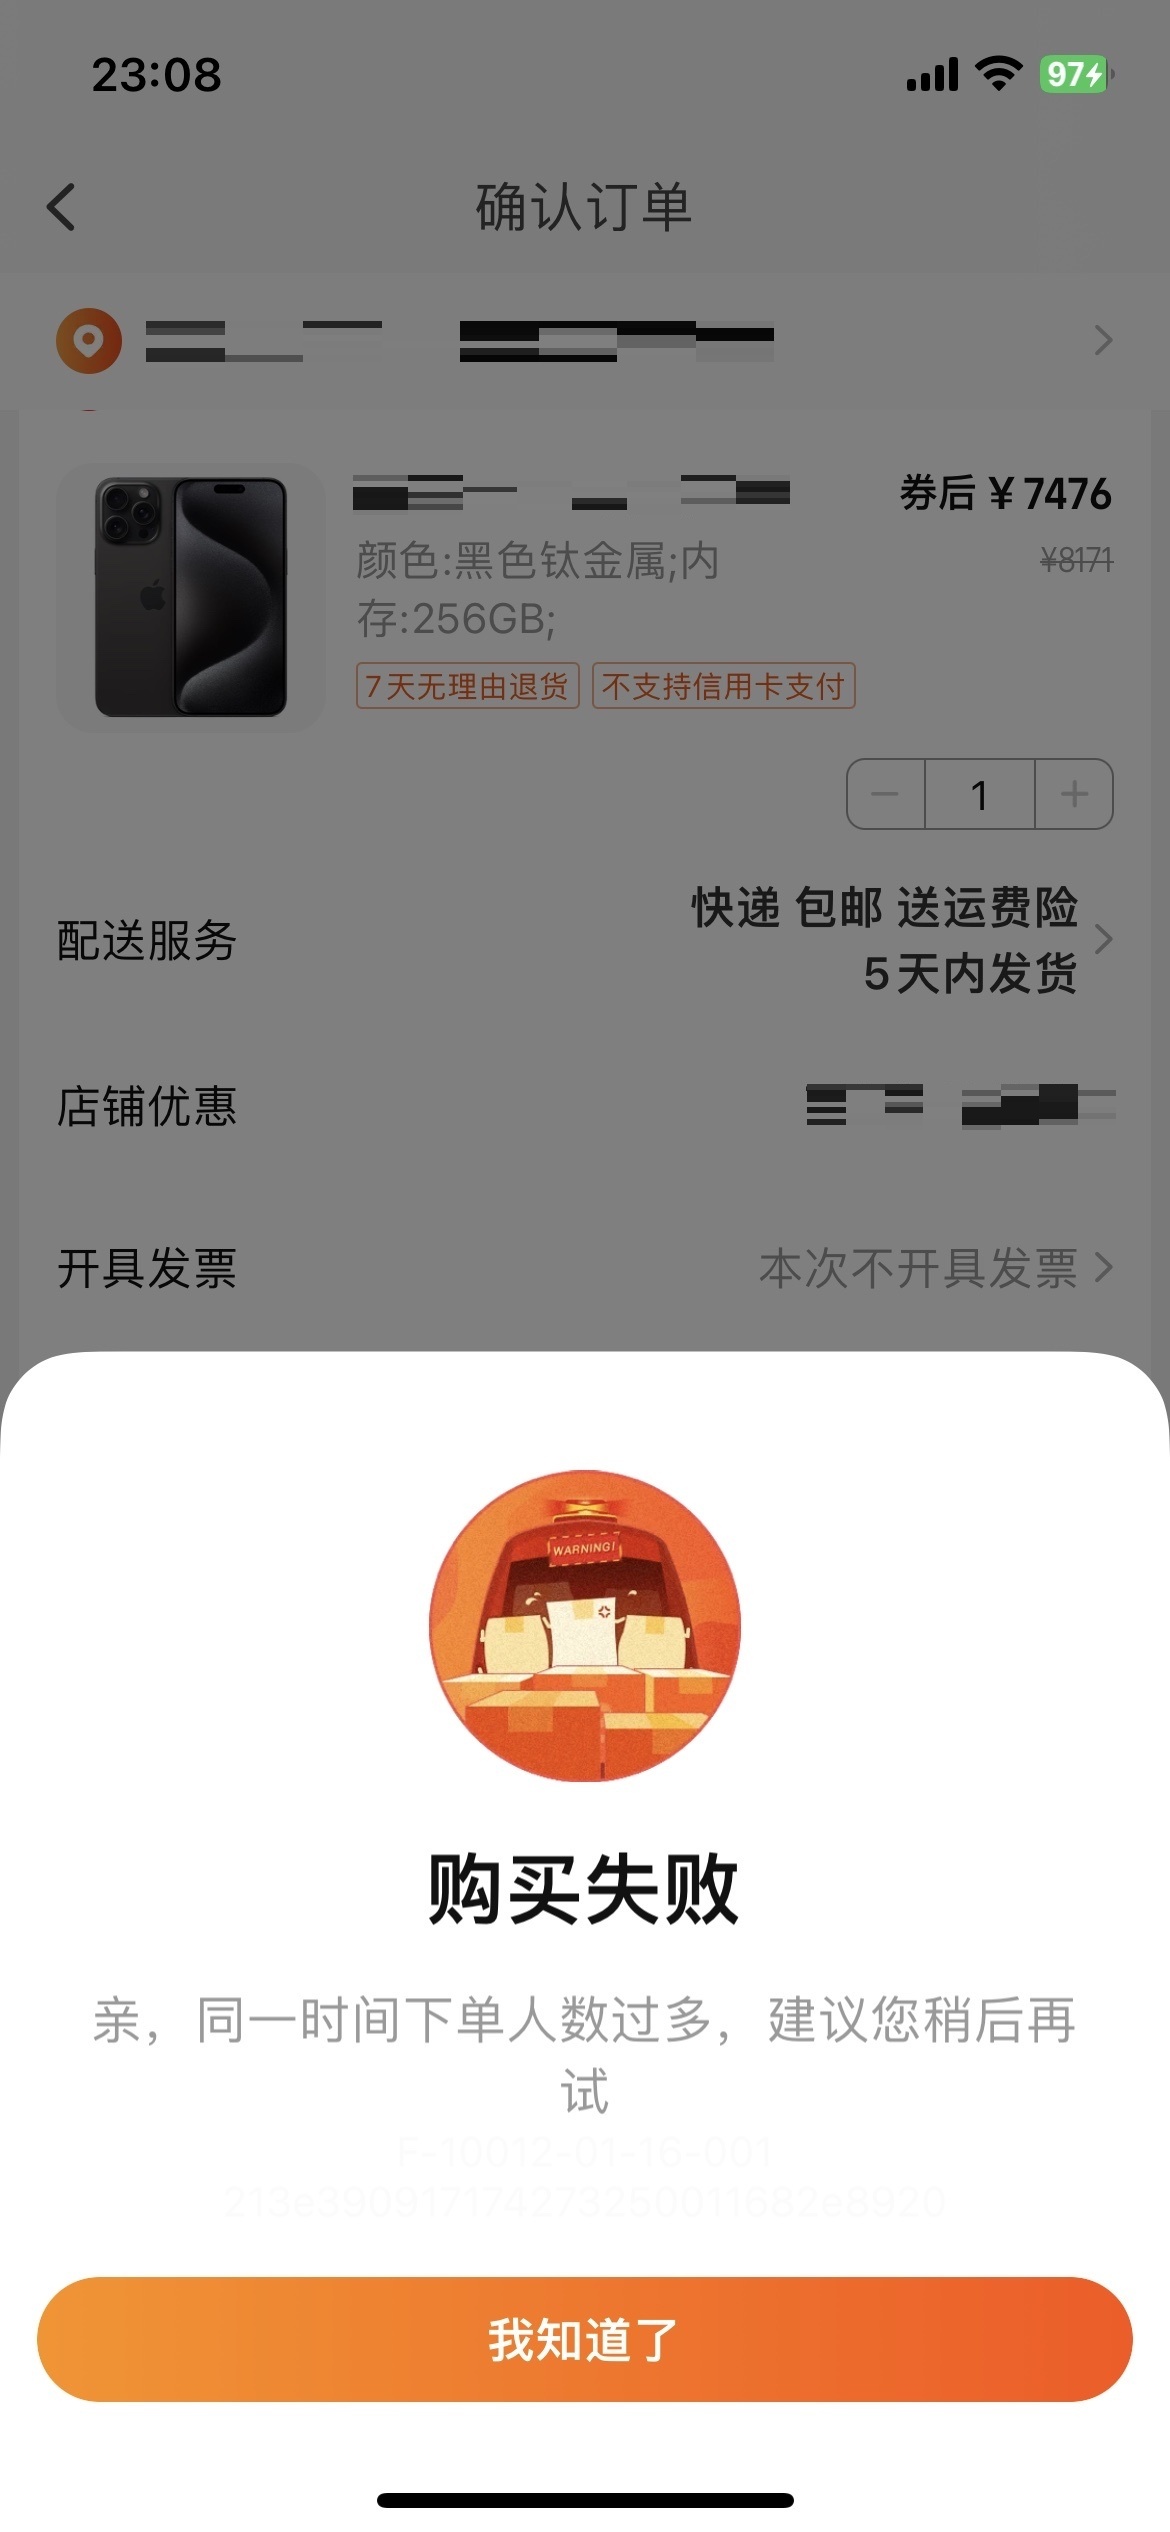 23:08
97
确认订单
券后 ¥ 7476
¥8171
颜色:黑色钛金属;内
存:256GB;
7天无理由退货 不支持信用卡支付
1
配送服务
快递 包邮 送运费险
5天内发货
店铺优惠
开具发票
本次不开具发票
WARNING!
购买失败
亲，同一时间下单人数过多，建议您稍后再
试
F-10012-01-16-001
213e39091717427325001​1682e8920
我知道了